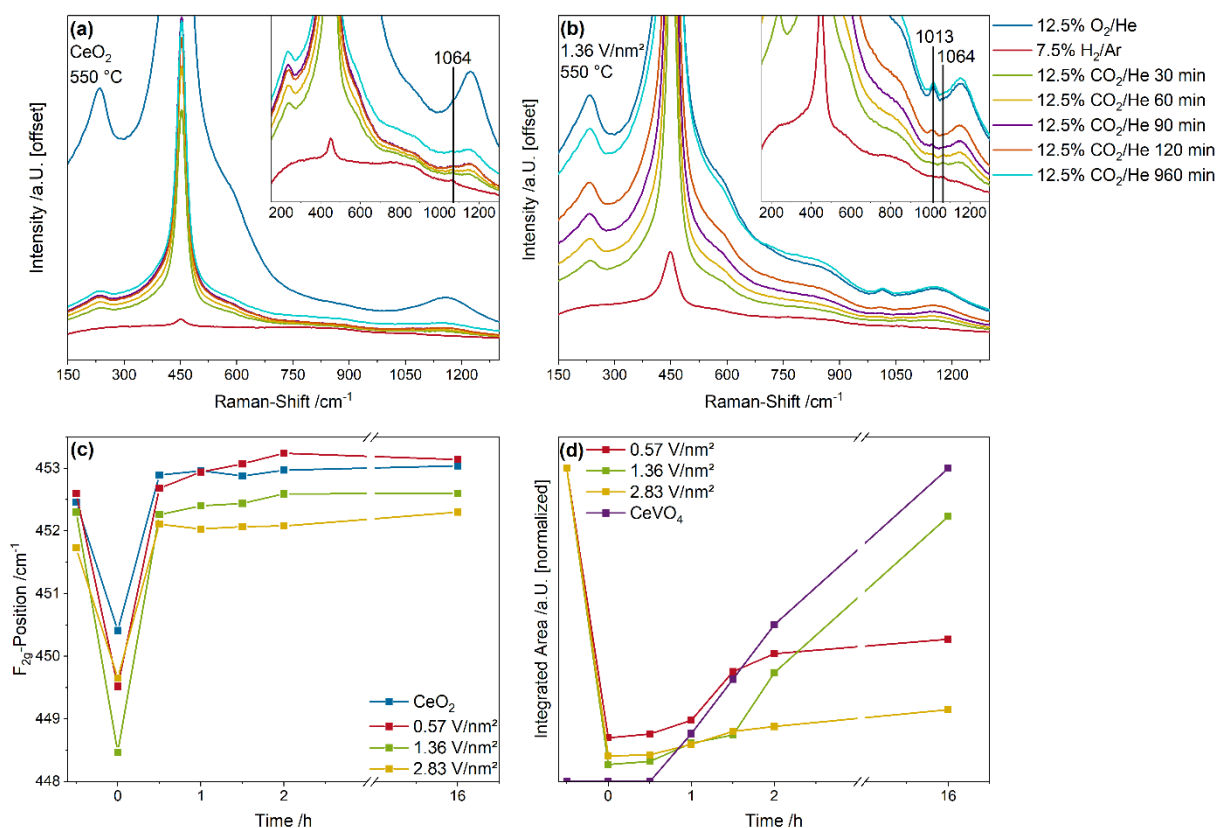 (a)
CeO₂
550 °C
1064
200 400 600 800 1000 1200
Intensity /a.U. [offset]
150 300 450 600 750 900 1050 1200
Raman-Shift /cm⁻¹
(b)
1.36 V/nm²
550 °C
1013
1064
200 400 600 800 1000 1200
Intensity /a.U. [offset]
150 300 450 600 750 900 1050 1200
Raman-Shift /cm⁻¹
12.5% O₂/He
7.5% H₂/Ar
12.5% CO₂/He 30 min
12.5% CO₂/He 60 min
12.5% CO₂/He 90 min
12.5% CO₂/He 120 min
12.5% CO₂/He 960 min
(c)
F₂g-Position /cm⁻¹
453
452
451
450
449
448
CeO₂
0.57 V/nm²
1.36 V/nm²
2.83 V/nm²
0 1 2 16
Time /h
(d)
0.57 V/nm²
1.36 V/nm²
2.83 V/nm²
CeVO₄
Integrated Area /a.U. [normalized]
0 1 2 16
Time /h